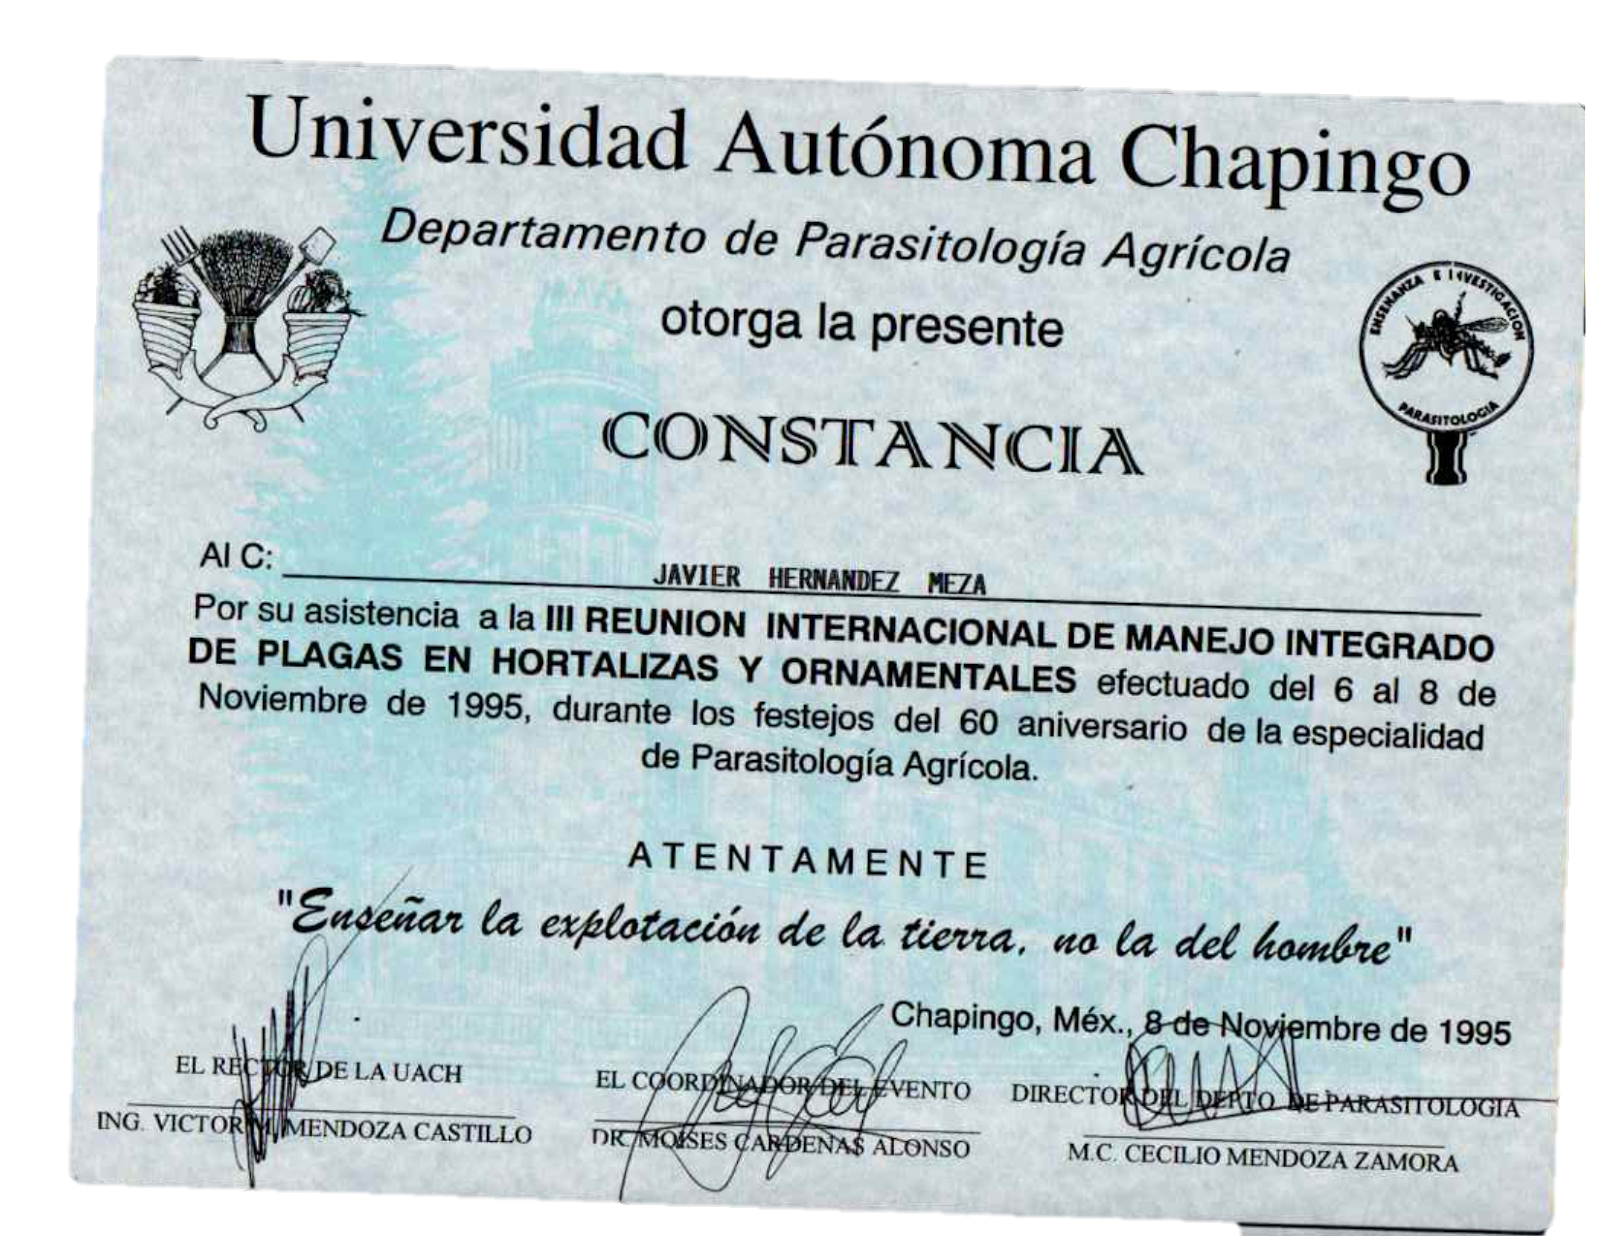 Universidad Autónoma Chapingo
Departamento de Parasitología Agrícola
otorga la presente
ENSEÑANZA E INVESTIGACION
PARASITOLOGIA
CONSTANCIA
Al C: JAVIER HERNANDEZ MEZA
Por su asistencia a la III REUNION INTERNACIONAL DE MANEJO INTEGRADO
DE PLAGAS EN HORTALIZAS Y ORNAMENTALES efectuado del 6 al 8 de
Noviembre de 1995, durante los festejos del 60 aniversario de la especialidad
de Parasitología Agrícola.
ATENTAMENTE
"Enseñar la explotación de la tierra, no la del hombre"
Chapingo, Méx., 8 de Noviembre de 1995
EL RECTOR DE LA UACH
ING. VICTOR M. MENDOZA CASTILLO
EL COORDINADOR DEL EVENTO
DR. MOISES CARDENAS ALONSO
DIRECTOR DEL DEPTO. DE PARASITOLOGIA
M.C. CECILIO MENDOZA ZAMORA